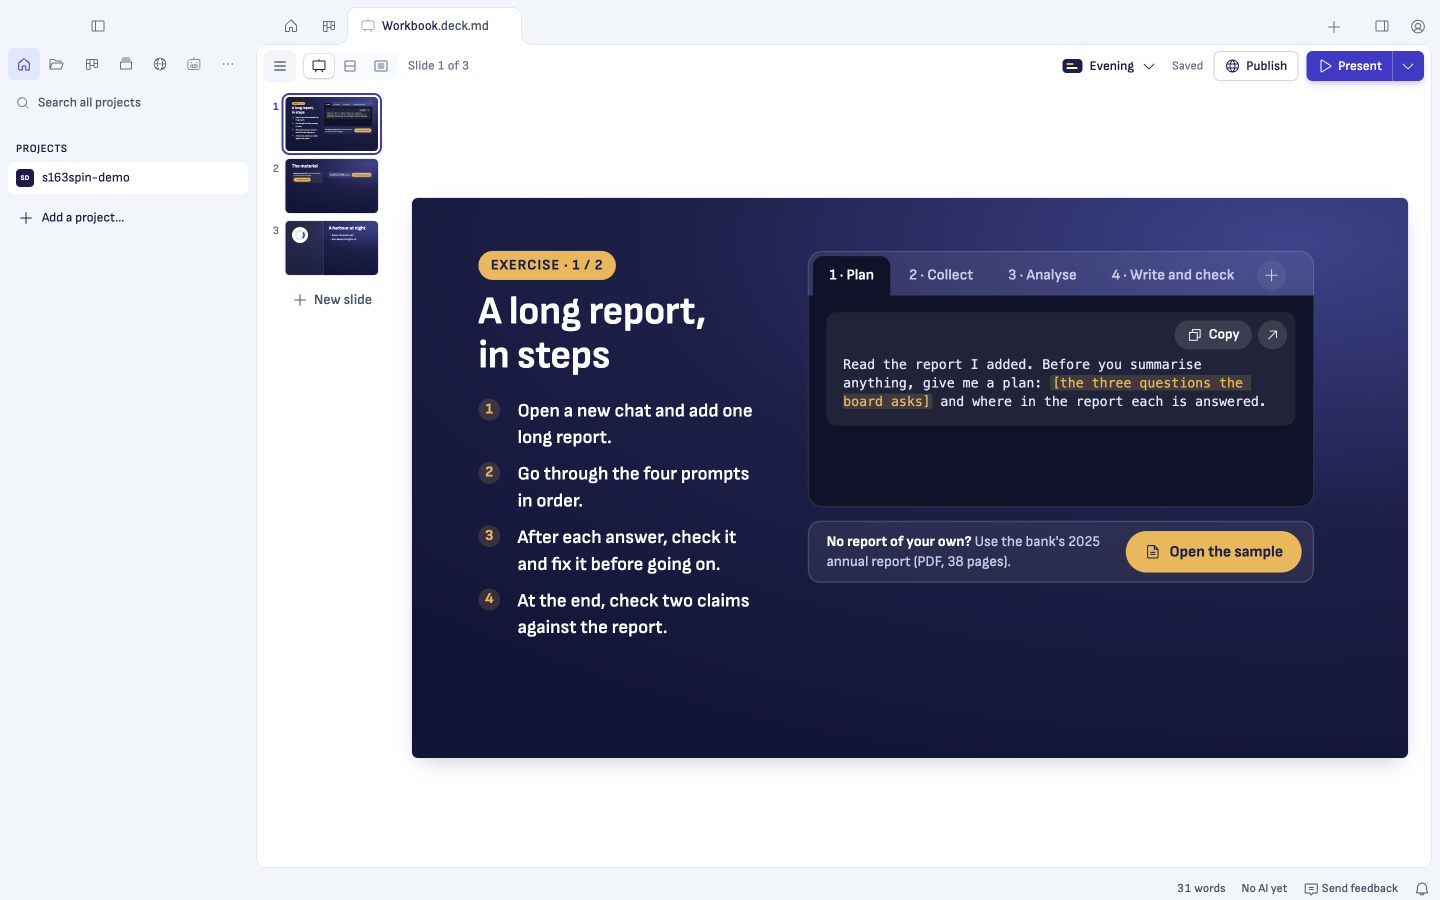 Workbook.deck.md
Slide 1 of 3
Evening
Saved
Publish
Present
Search all projects
PROJECTS
SD
s163spin-demo
Add a project...
1
2
The material
3
A harbour at night
New slide
EXERCISE · 1 / 2
A long report,
in steps
1 Open a new chat and add one
long report.
2 Go through the four prompts
in order.
3 After each answer, check it
and fix it before going on.
4 At the end, check two claims
against the report.
1 · Plan
2 · Collect
3 · Analyse
4 · Write and check
Copy
Read the report I added. Before you summarise
anything, give me a plan: [the three questions the
board asks] and where in the report each is answered.
No report of your own? Use the bank's 2025
annual report (PDF, 38 pages).
Open the sample
31 words
No AI yet
Send feedback